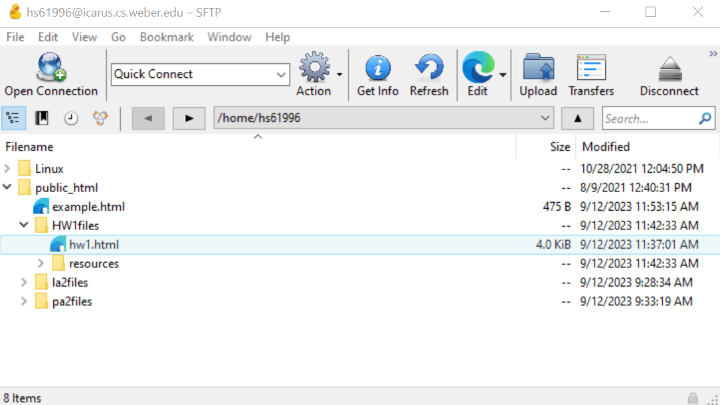 hs61996@icarus.cs.weber.edu – SFTP
File Edit View Go Bookmark Window Help
Open Connection Quick Connect Action Get Info Refresh Edit Upload Transfers Disconnect
/home/hs61996 Search...
Filename Size Modified
Linux -- 10/28/2021 12:04:50 PM
public_html -- 8/9/2021 12:40:31 PM
example.html 475 B 9/12/2023 11:53:15 AM
HW1files -- 9/12/2023 11:42:33 AM
hw1.html 4.0 KiB 9/12/2023 11:37:01 AM
resources -- 9/12/2023 11:42:33 AM
la2files -- 9/12/2023 9:28:34 AM
pa2files -- 9/12/2023 9:33:19 AM
8 Items